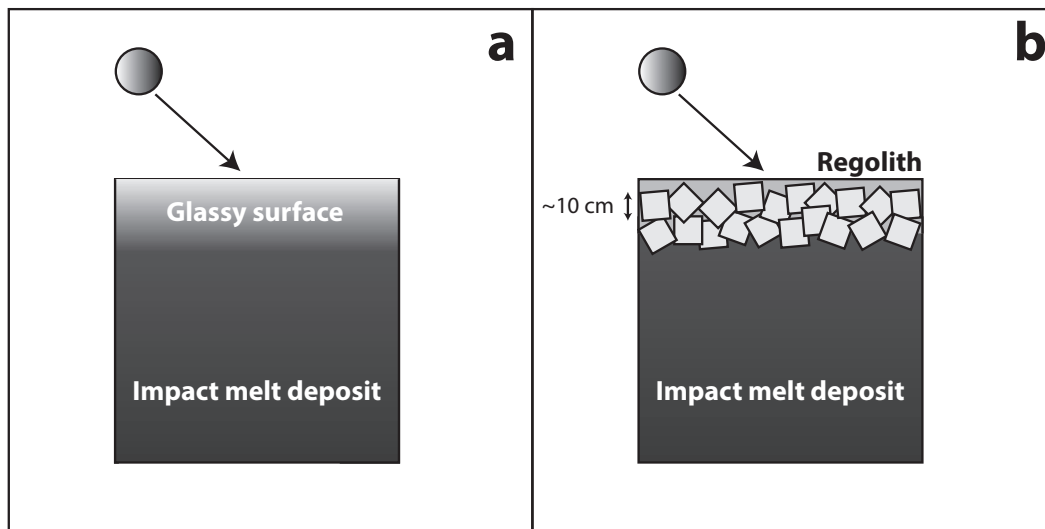 a
Glassy surface
Impact melt deposit
b
Regolith
~10 cm
Impact melt deposit